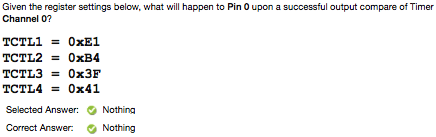 Given the register settings below, what will happen to Pin 0 upon a successful output compare of Timer
Channel 0?
TCTL1 = 0xE1
TCTL2 = 0xB4
TCTL3 = 0x3F
TCTL4 = 0x41
Selected Answer: Nothing
Correct Answer: Nothing